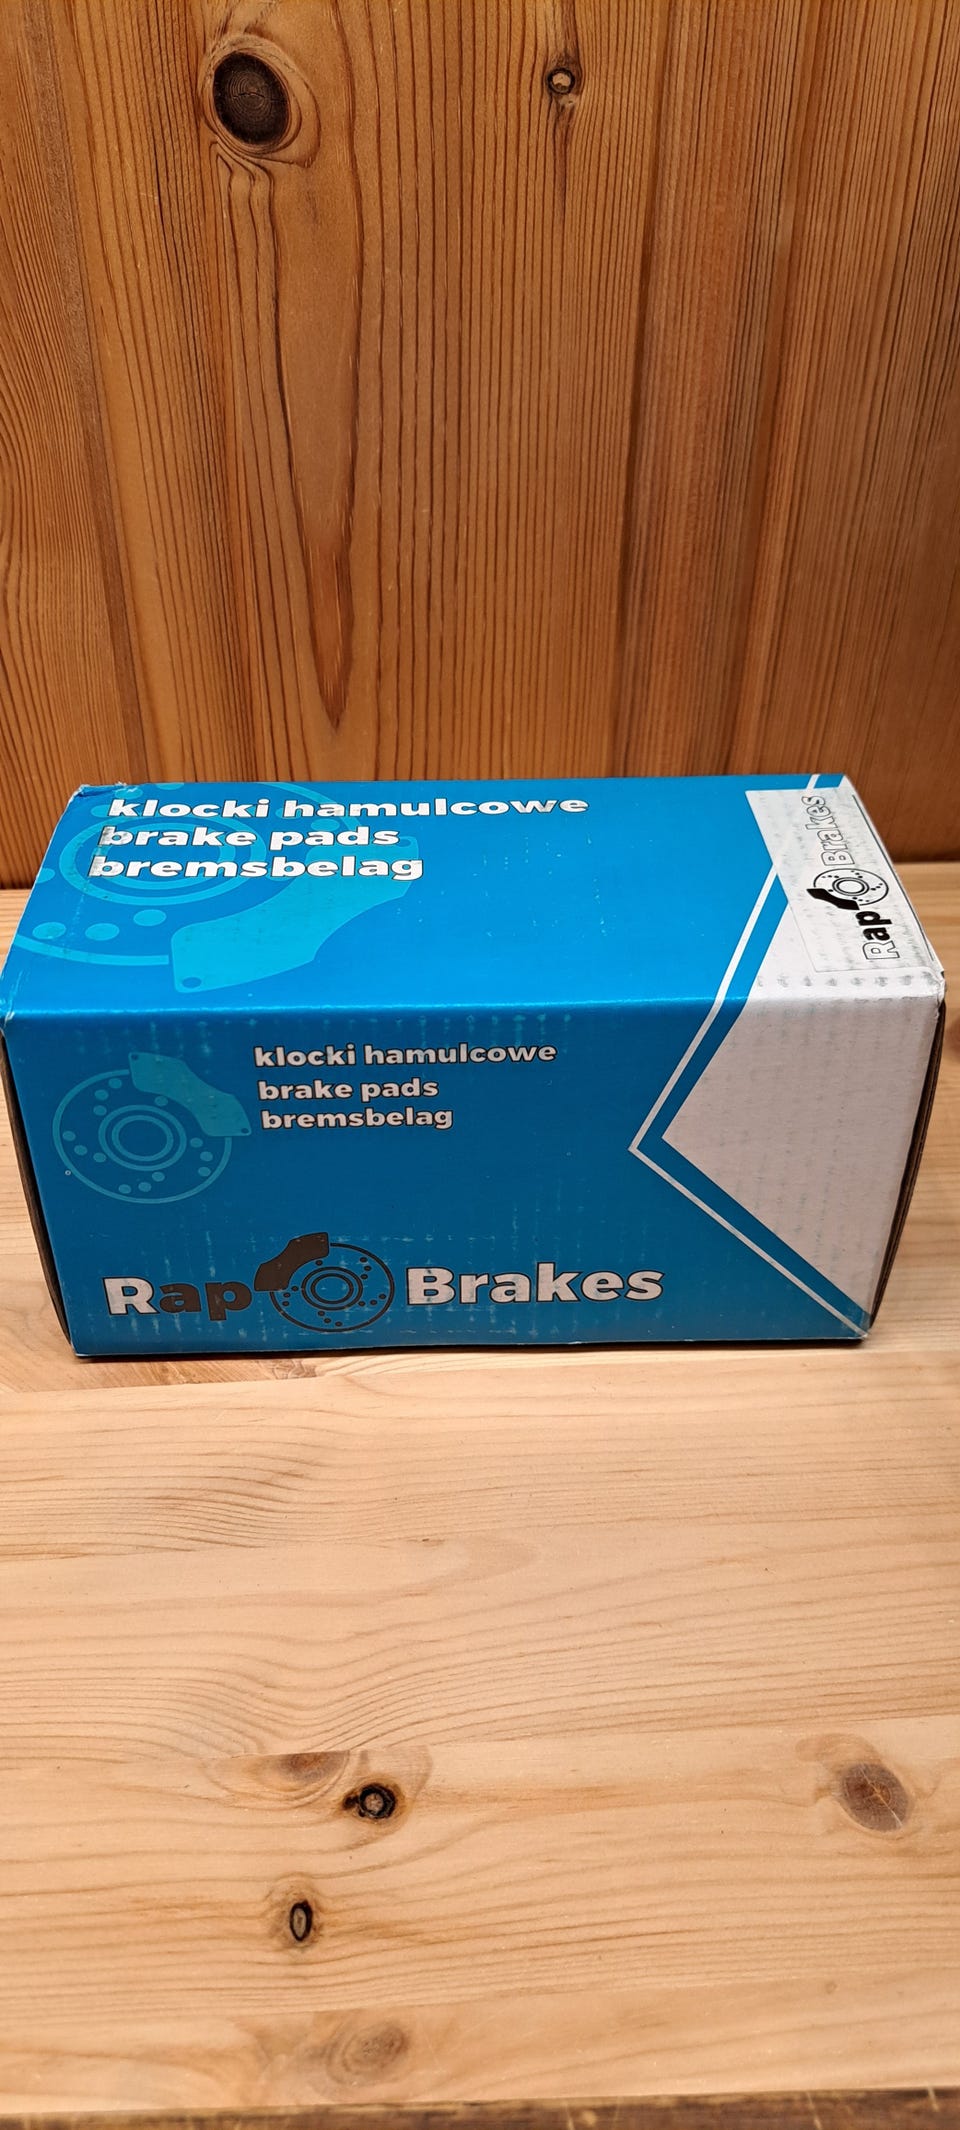 klocki hamulcowe
brake pads
bremsbelag
Rap Brakes
klocki hamulcowe
brake pads
bremsbelag
Rap Brakes